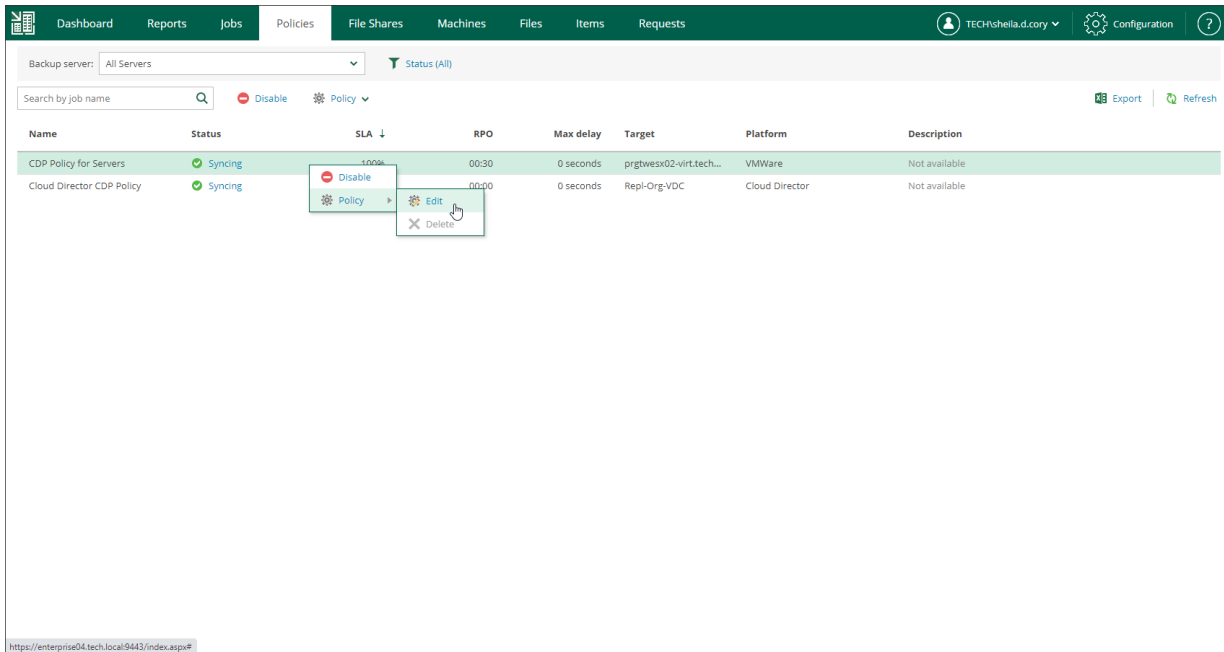 Dashboard Reports Jobs Policies File Shares Machines Files Items Requests TECH\sheila.d.cory Configuration ?
Backup server: All Servers Status (All)
Search by job name Disable Policy Export Refresh
Name Status SLA ↓ RPO Max delay Target Platform Description
CDP Policy for Servers Syncing 100% 00:30 0 seconds prgtwesx02-virt.tech... VMWare Not available
Cloud Director CDP Policy Syncing 00:00 0 seconds Repl-Org-VDC Cloud Director Not available
Disable
Policy
Edit
Delete
https://enterprise04.tech.local:9443/index.aspx#